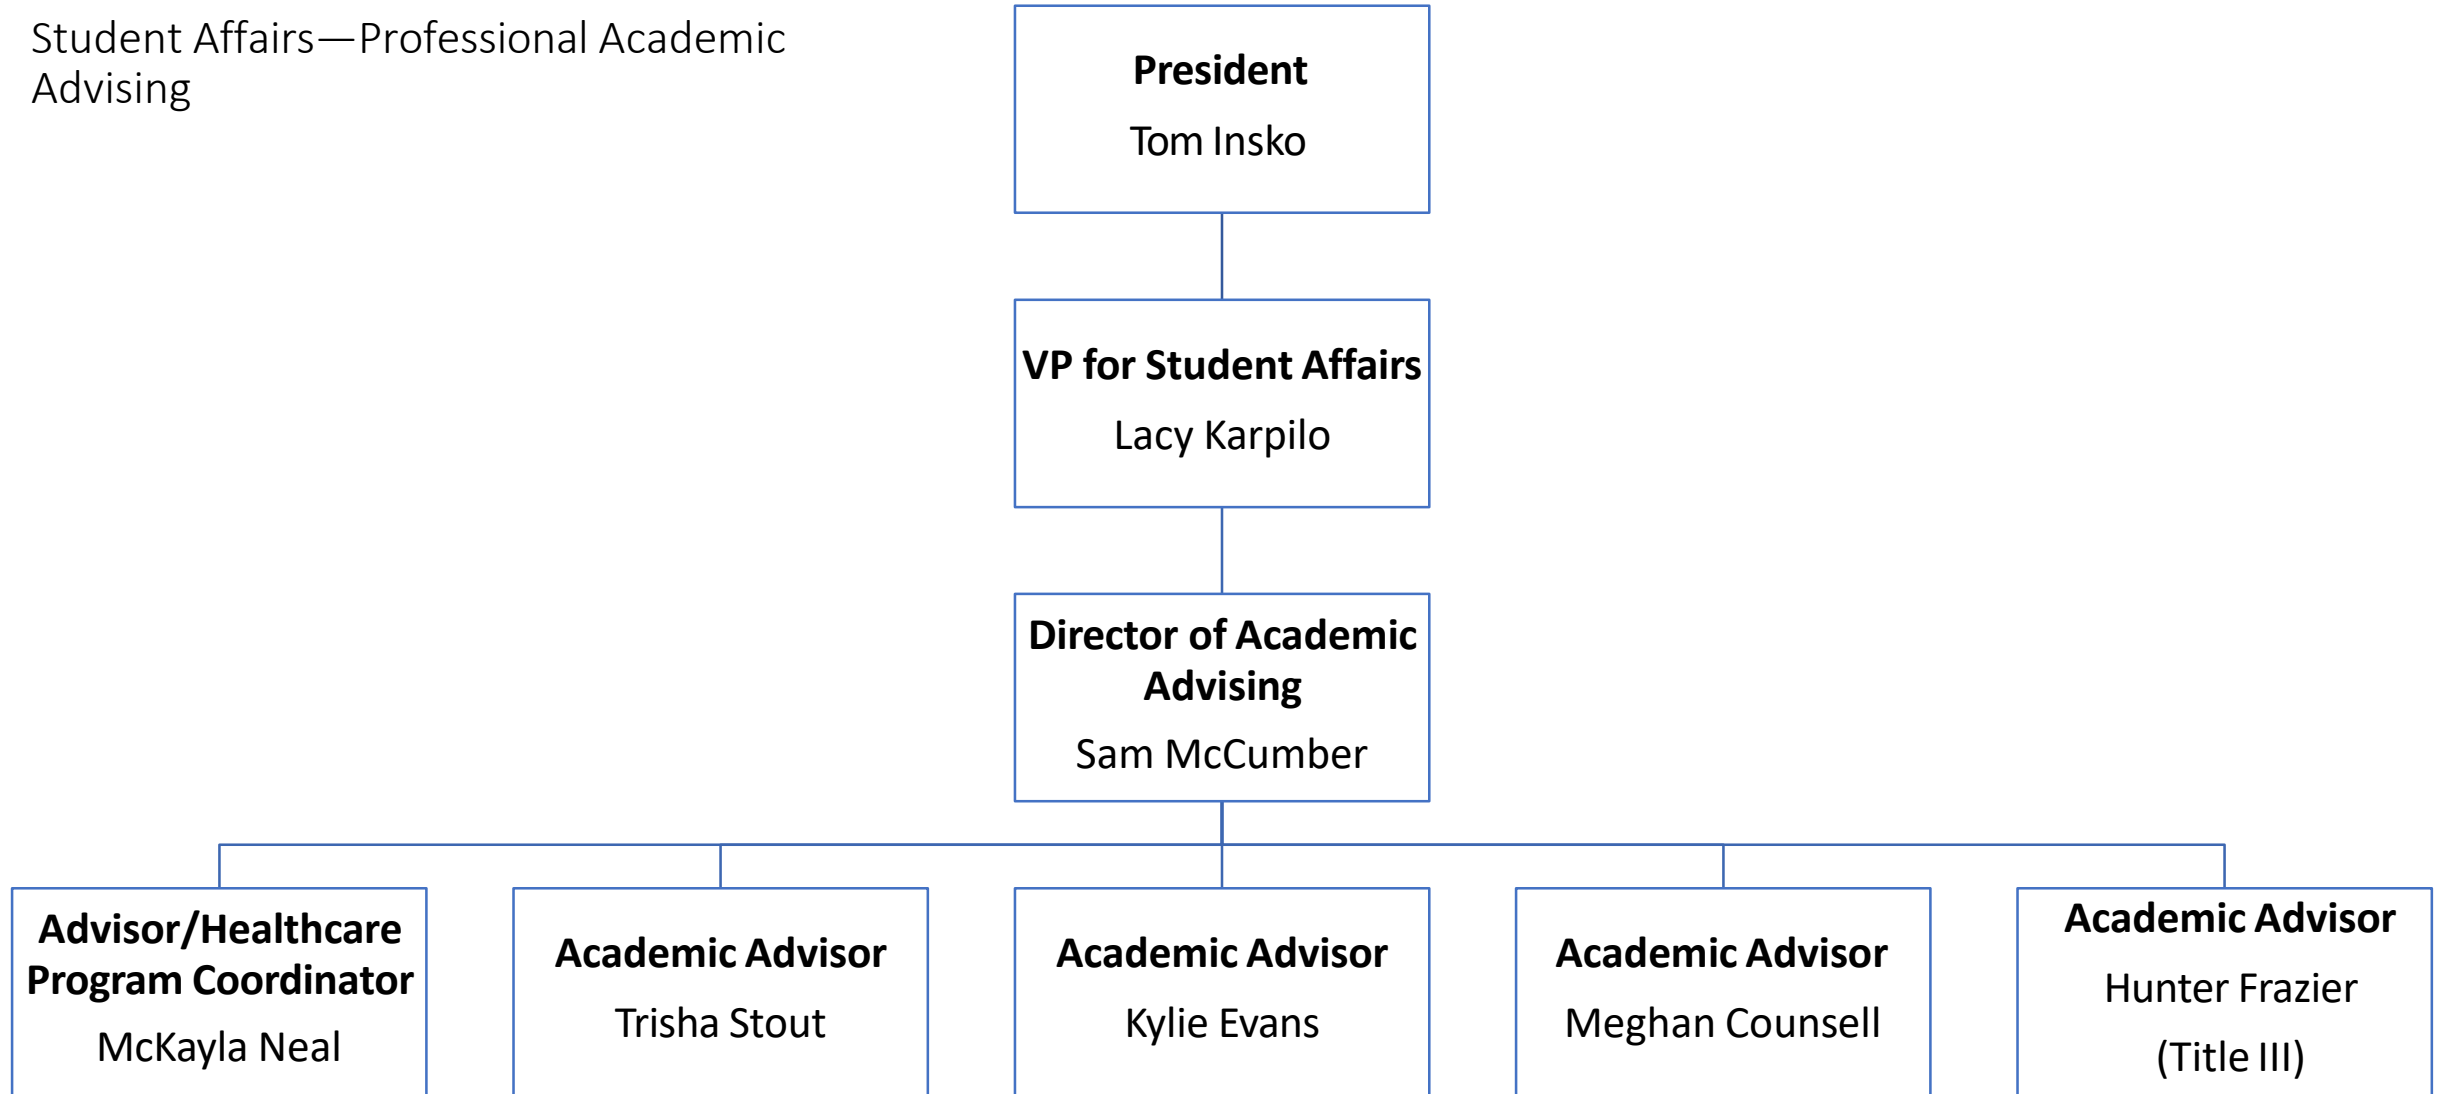 Student Affairs—Professional Academic
Advising
President
Tom Insko
VP for Student Affairs
Lacy Karpilo
Director of Academic
Advising
Sam McCumber
Advisor/Healthcare
Program Coordinator
McKayla Neal
Academic Advisor
Trisha Stout
Academic Advisor
Kylie Evans
Academic Advisor
Meghan Counsell
Academic Advisor
Hunter Frazier
(Title III)